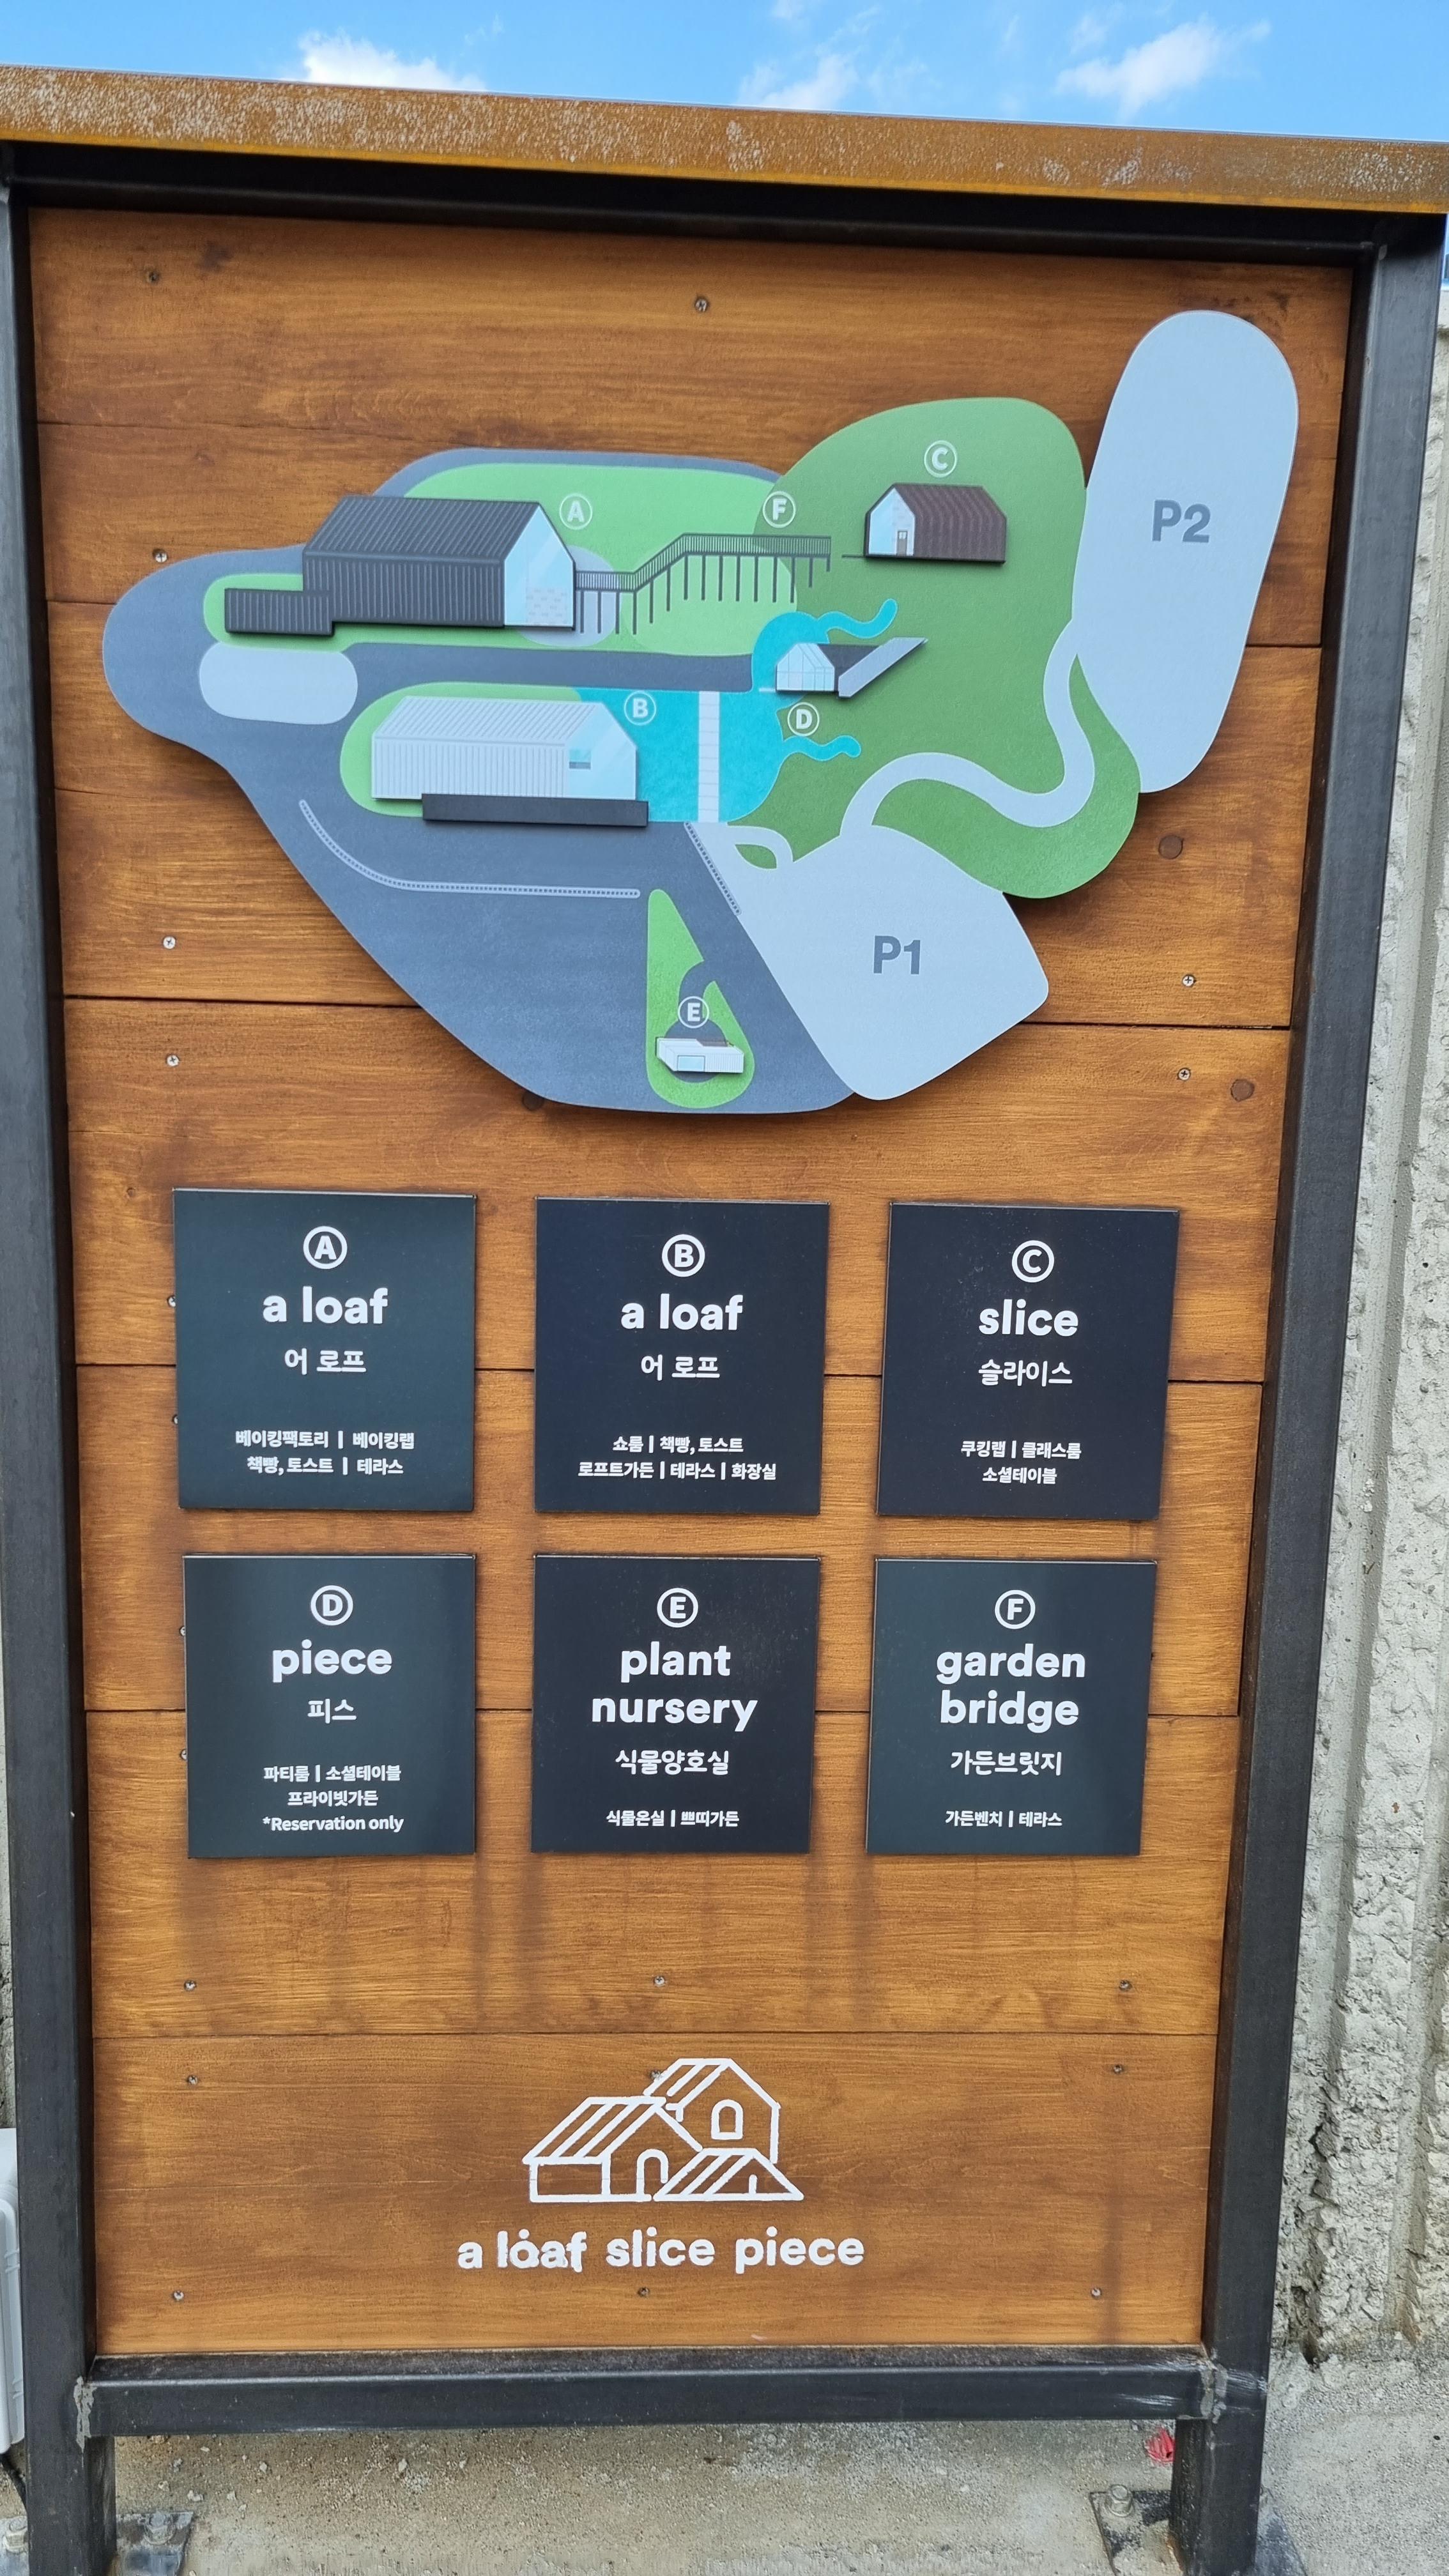 A
F
C
P2
B
D
P1
E
A
a loaf
어 로프
베이킹팩토리 | 베이킹랩
책빵, 토스트 | 테라스
B
a loaf
어 로프
쇼룸 | 책빵, 토스트
로프트가든 | 테라스 | 화장실
C
slice
슬라이스
쿠킹랩 | 클래스룸
소셜테이블
D
piece
피스
파티룸 | 소셜테이블
프라이빗가든
*Reservation only
E
plant
nursery
식물양호실
식물온실 | 쁘띠가든
F
garden
bridge
가든브릿지
가든벤치 | 테라스
a loaf slice piece